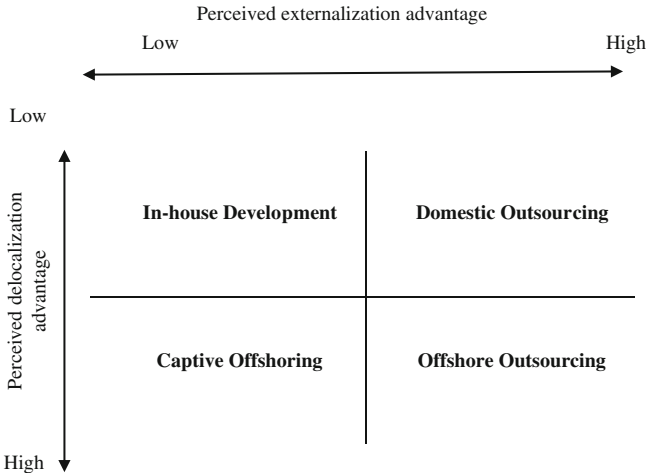 Perceived externalization advantage
Low High
Low
In-house Development Domestic Outsourcing
Perceived delocalization
advantage
Captive Offshoring Offshore Outsourcing
High